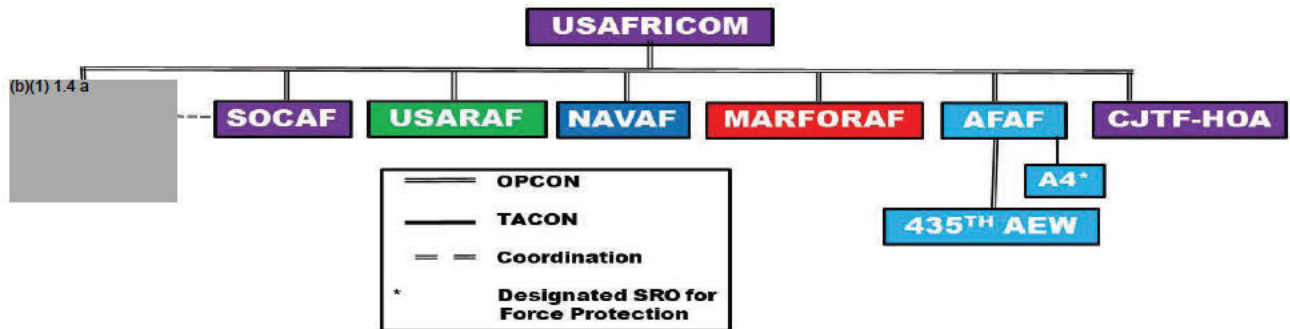 USAFRICOM
(b)(1) 1.4 a
SOCAF
USARAF
NAVAF
MARFORAF
AFAF
CJTF-HOA
A4*
435TH AEW
OPCON
TACON
Coordination
* Designated SRO for
Force Protection